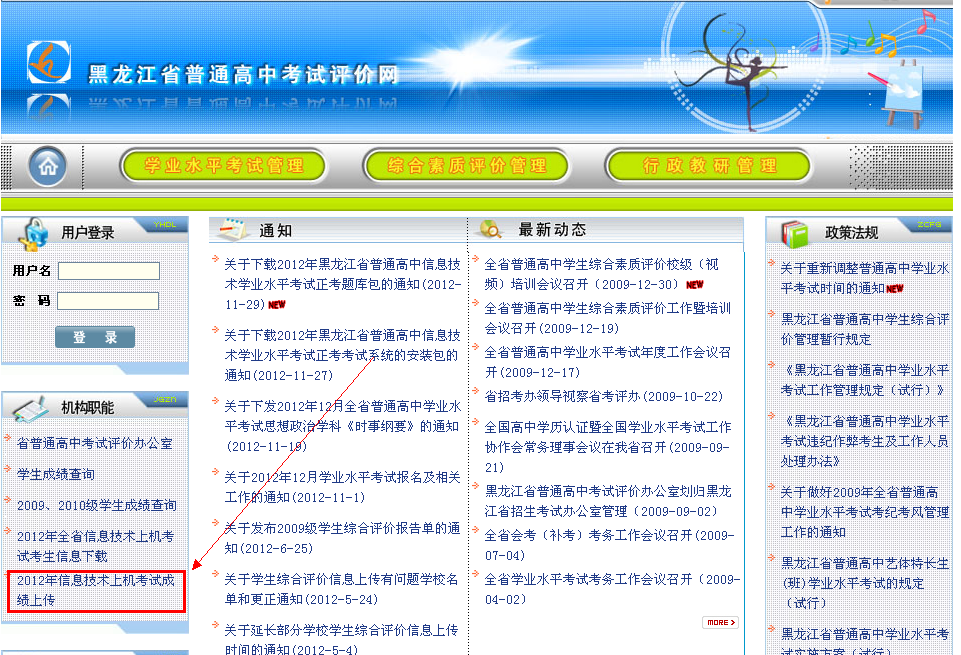 黑龙江省普通高中考试评价网
学业水平考试管理
综合素质评价管理
行政教研管理
用户登录
YHDL
用户名
密 码
登 录
机构职能
JGZN
省普通高中考试评价办公室
学生成绩查询
2009、2010级学生成绩查询
2012年全省信息技术上机考
试考生信息下载
2012年信息技术上机考试成
绩上传
通知
关于下载2012年黑龙江省普通高中信息技
术学业水平考试正考题库包的通知(2012-
11-29) NEW
关于下载2012年黑龙江省普通高中信息技
术学业水平考试正考考试系统的安装包的
通知(2012-11-27)
关于下发2012年12月全省普通高中学业水
平考试思想政治学科《时事纲要》的通知
(2012-11-19)
关于2012年12月学业水平考试报名及相关
工作的通知(2012-11-1)
关于发布2009级学生综合评价报告单的通
知(2012-6-25)
关于学生综合评价信息上传有问题学校名
单和更正通知(2012-5-24)
关于延长部分学校学生综合评价信息上传
时间的通知(2012-5-4)
最新动态
全省普通高中学生综合素质评价校级（视
频）培训会议召开（2009-12-30） NEW
全省普通高中学生综合素质评价工作暨培训
会议召开(2009-12-19)
全省普通高中学业水平考试年度工作会议召
开(2009-12-17)
省招考办领导视察省考评办(2009-10-22)
全国高中学历认证暨全国学业水平考试工作
协作会常务理事会议在我省召开(2009-09-
21)
黑龙江省普通高中考试评价办公室划归黑龙
江省招生考试办公室管理（2009-09-02）
全省会考（补考）考务工作会议召开(2009-
07-04)
全省学业水平考试考务工作会议召开（2009-
04-02）
MORE
政策法规
ZCFG
关于重新调整普通高中学业水
平考试时间的通知 NEW
黑龙江省普通高中学生综合评
价管理暂行规定
《黑龙江省普通高中学业水平
考试工作管理规定（试行）》
《黑龙江省普通高中学业水平
考试违纪作弊考生及工作人员
处理办法》
关于做好2009年全省普通高
中学业水平考试考纪考风管理
工作的通知
黑龙江省普通高中艺体特长生
(班)学业水平考试的规定
（试行）
黑龙江省普通高中学业水平考
试实施方案（试行）